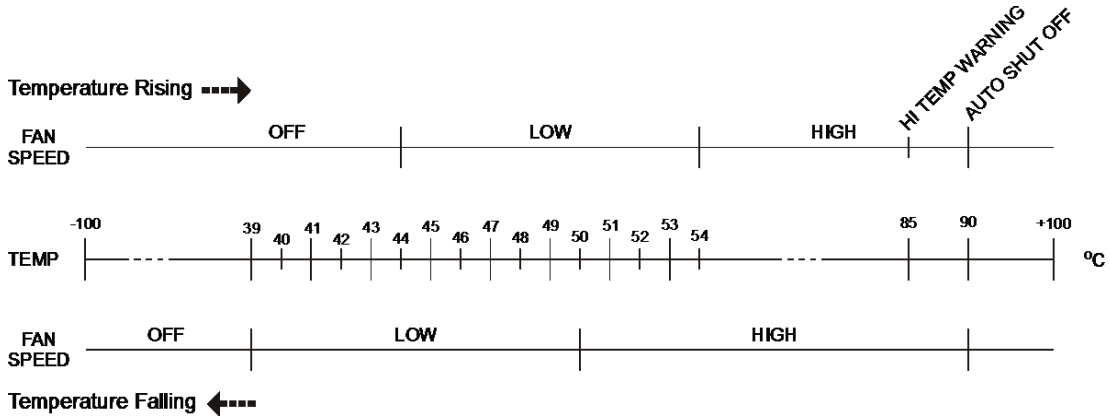 HI TEMP WARNING
AUTO SHUT OFF
Temperature Rising
FAN SPEED
OFF LOW HIGH
-100 39 40 41 42 43 44 45 46 47 48 49 50 51 52 53 54 85 90 +100
TEMP °C
FAN SPEED
OFF LOW HIGH
Temperature Falling